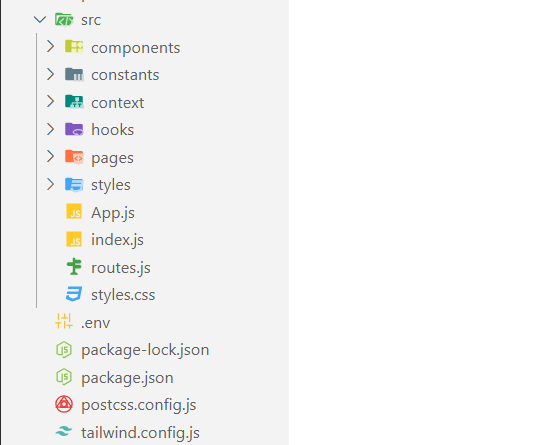 src
components
constants
context
hooks
pages
styles
App.js
index.js
routes.js
styles.css
.env
package-lock.json
package.json
postcss.config.js
tailwind.config.js